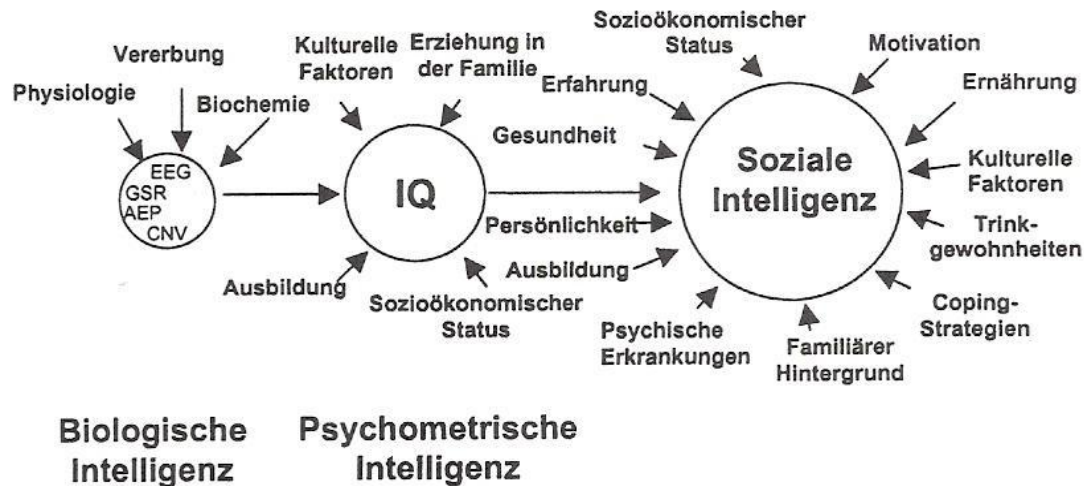 Vererbung
Physiologie
Biochemie
EEG
GSR
AEP
CNV
Kulturelle
Faktoren
Erziehung in
der Familie
IQ
Ausbildung
Sozioökonomischer
Status
Sozioökonomischer
Status
Motivation
Erfahrung
Ernährung
Gesundheit
Soziale
Intelligenz
Kulturelle
Faktoren
Persönlichkeit
Trink-
gewohnheiten
Ausbildung
Coping-
Strategien
Psychische
Erkrankungen
Familiärer
Hintergrund
Biologische
Intelligenz
Psychometrische
Intelligenz